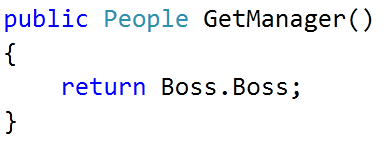 public People GetManager()
{
    return Boss.Boss;
}